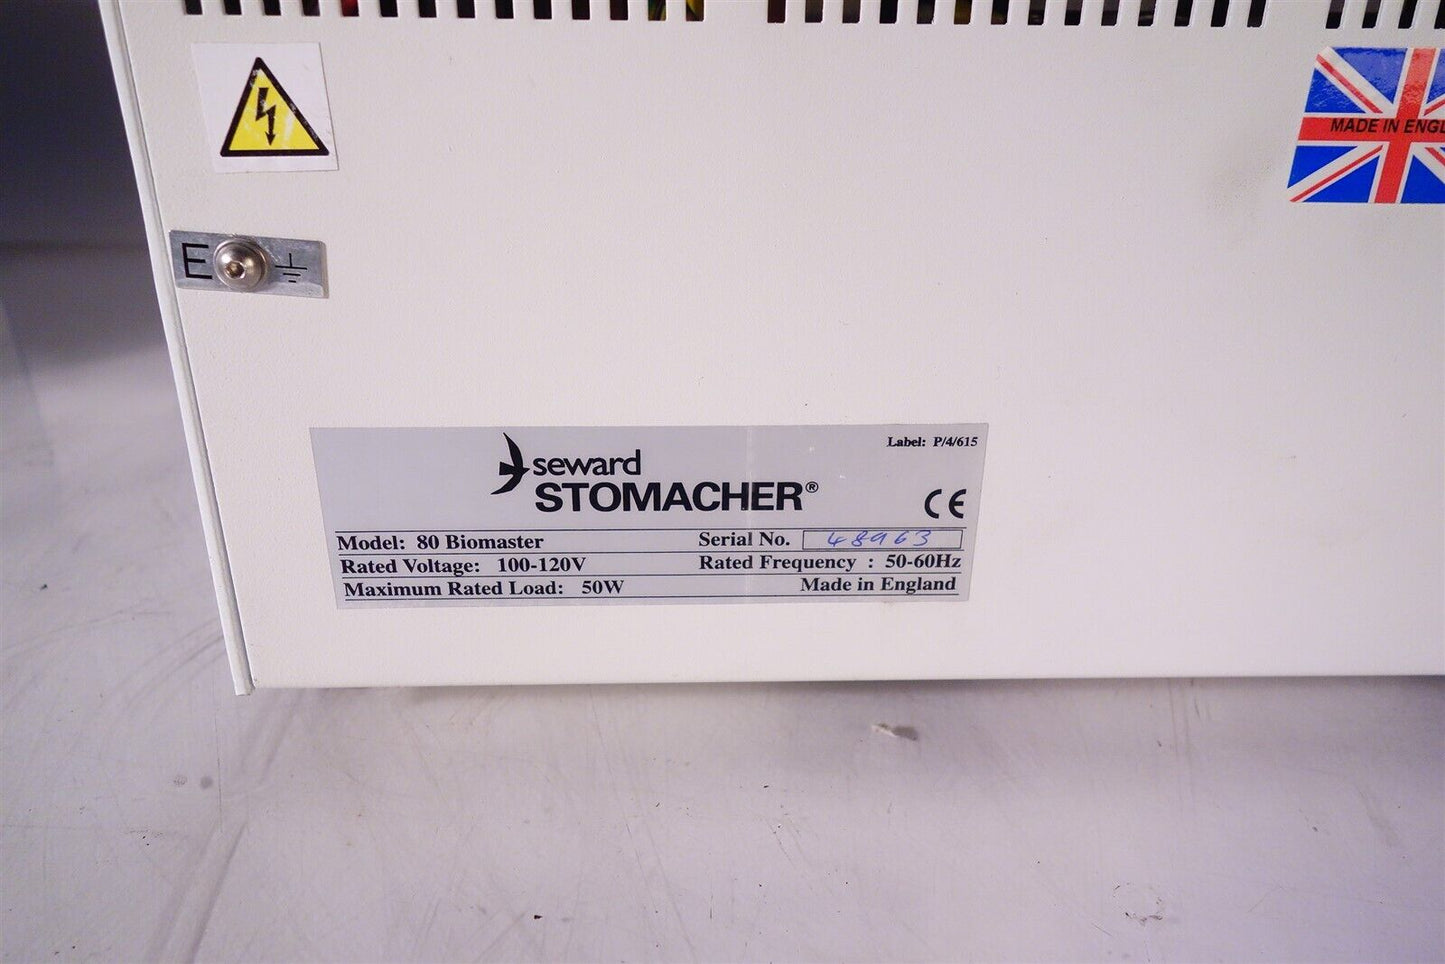 MADE IN ENGL
E
Label: P/4/615
seward
STOMACHER®
CE
Model: 80 Biomaster
Serial No. 48963
Rated Voltage: 100-120V
Rated Frequency : 50-60Hz
Maximum Rated Load: 50W
Made in England